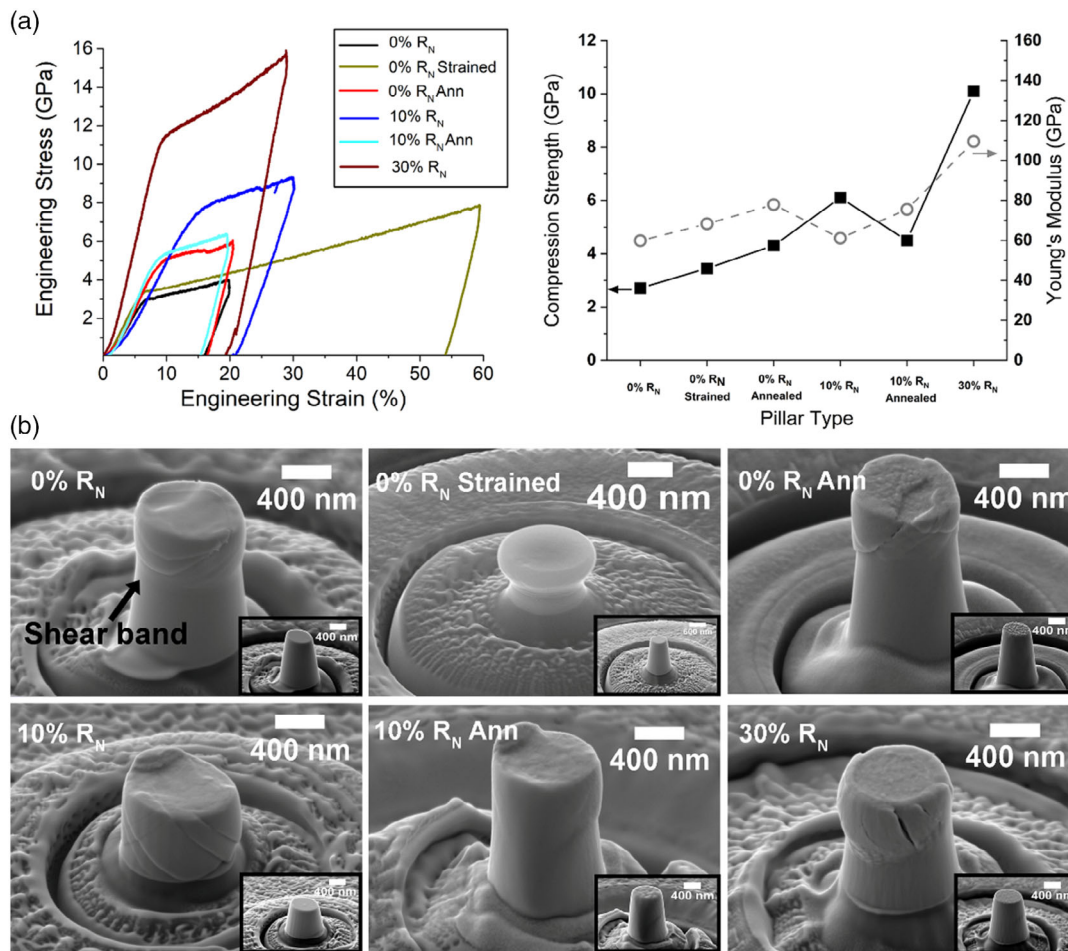 (a)
16
14
12
10
8
6
4
2
0 10 20 30 40 50 60
Engineering Stress (GPa)
Engineering Strain (%)
0% R_N
0% R_N Strained
0% R_N Ann
10% R_N
10% R_N Ann
30% R_N
12
10
8
6
4
2
0
Compression Strength (GPa)
160
140
120
100
80
60
40
20
0
Young's Modulus (GPa)
0% R_N
0% R_N Strained
0% R_N Annealed
10% R_N
10% R_N Annealed
30% R_N
Pillar Type
(b)
0% R_N
400 nm
Shear band
400 nm
0% R_N Strained
400 nm
600 nm
0% R_N Ann
400 nm
400 nm
10% R_N
400 nm
400 nm
10% R_N Ann
400 nm
400 nm
30% R_N
400 nm
400 nm